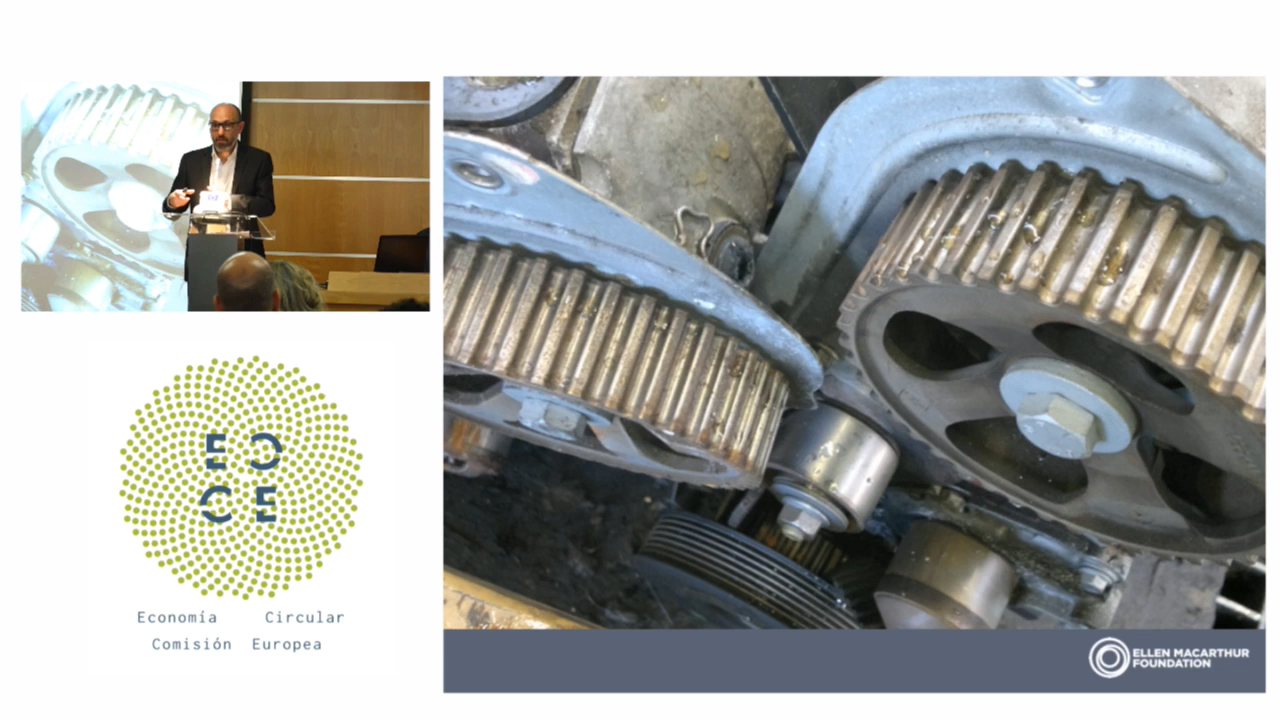 E C
C E
Economía Circular
Comisión Europea
ELLEN MACARTHUR
FOUNDATION